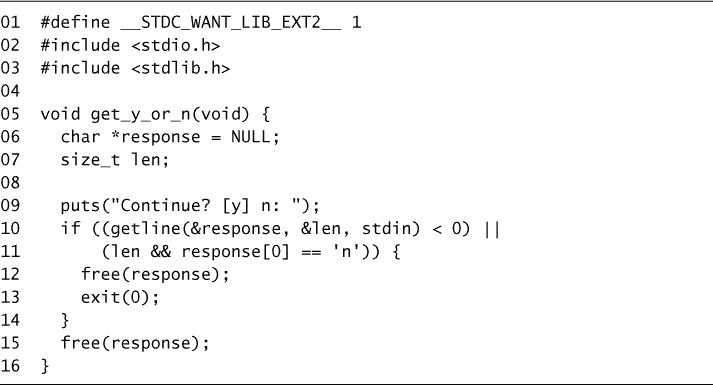 01 #define __STDC_WANT_LIB_EXT2__ 1
02 #include <stdio.h>
03 #include <stdlib.h>
04
05 void get_y_or_n(void) {
06   char *response = NULL;
07   size_t len;
08
09   puts("Continue? [y] n: ");
10   if ((getline(&response, &len, stdin) < 0) ||
11       (len && response[0] == 'n')) {
12     free(response);
13     exit(0);
14   }
15   free(response);
16 }